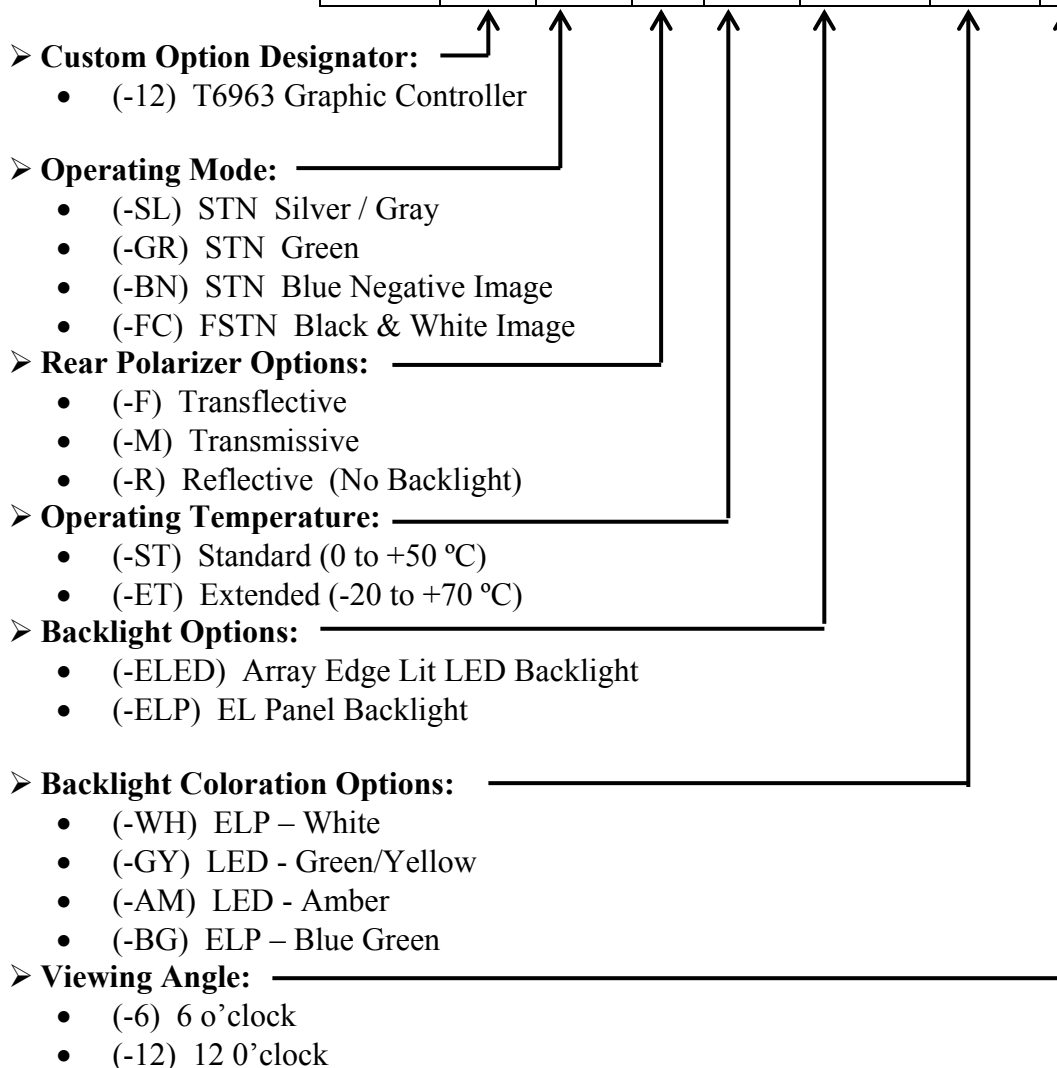 ➢ Custom Option Designator:
• (-12) T6963 Graphic Controller
➢ Operating Mode:
• (-SL) STN Silver / Gray
• (-GR) STN Green
• (-BN) STN Blue Negative Image
• (-FC) FSTN Black & White Image
➢ Rear Polarizer Options:
• (-F) Transflective
• (-M) Transmissive
• (-R) Reflective (No Backlight)
➢ Operating Temperature:
• (-ST) Standard (0 to +50 ºC)
• (-ET) Extended (-20 to +70 ºC)
➢ Backlight Options:
• (-ELED) Array Edge Lit LED Backlight
• (-ELP) EL Panel Backlight
➢ Backlight Coloration Options:
• (-WH) ELP – White
• (-GY) LED - Green/Yellow
• (-AM) LED - Amber
• (-BG) ELP – Blue Green
➢ Viewing Angle:
• (-6) 6 o’clock
• (-12) 12 0’clock